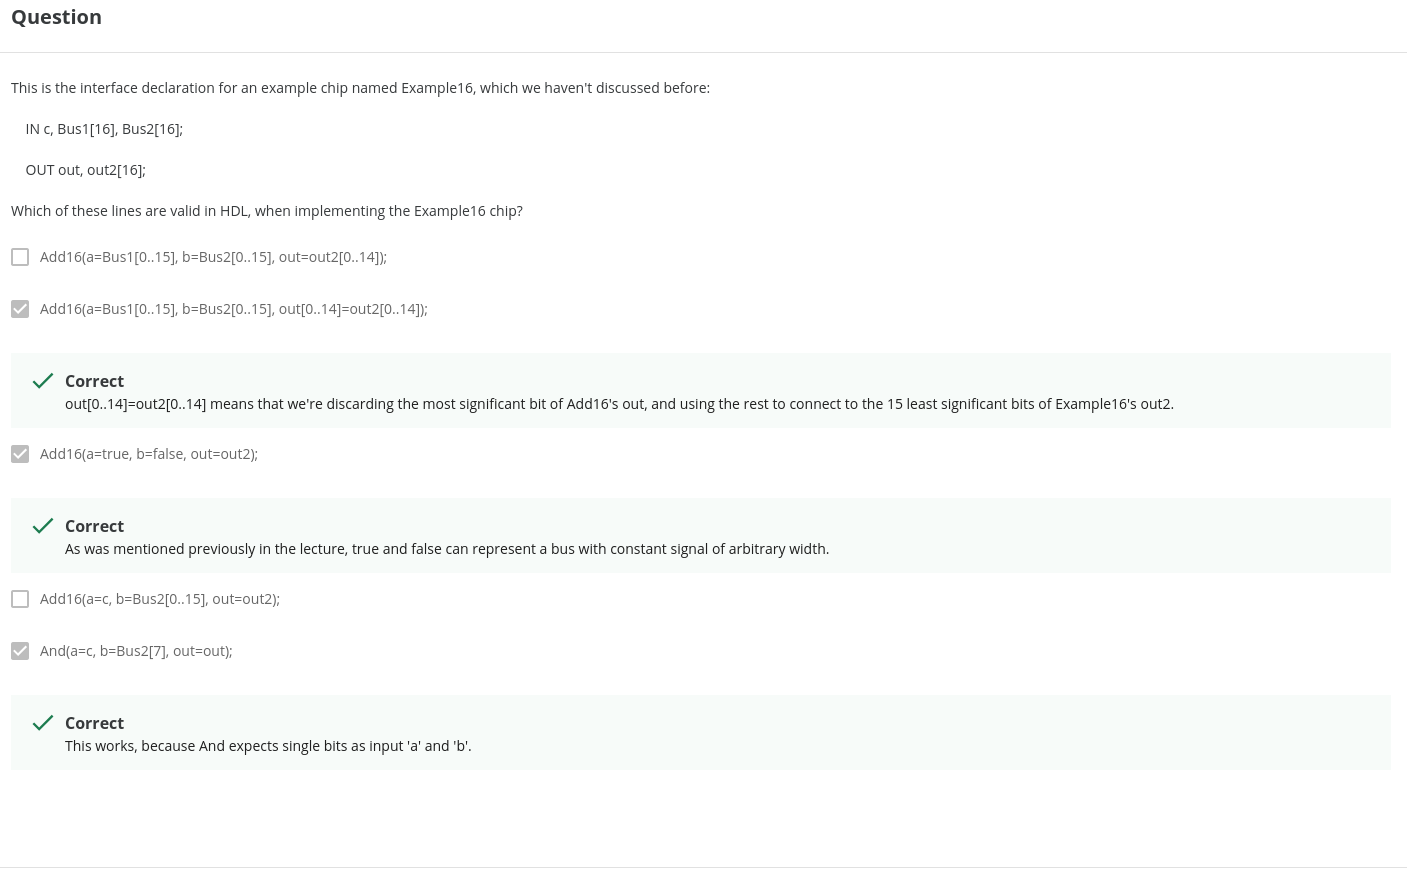 Question
This is the interface declaration for an example chip named Example16, which we haven't discussed before:
IN c, Bus1[16], Bus2[16];
OUT out, out2[16];
Which of these lines are valid in HDL, when implementing the Example16 chip?
Add16(a=Bus1[0..15], b=Bus2[0..15], out=out2[0..14]);
Add16(a=Bus1[0..15], b=Bus2[0..15], out[0..14]=out2[0..14]);
Correct
out[0..14]=out2[0..14] means that we're discarding the most significant bit of Add16's out, and using the rest to connect to the 15 least significant bits of Example16's out2.
Add16(a=true, b=false, out=out2);
Correct
As was mentioned previously in the lecture, true and false can represent a bus with constant signal of arbitrary width.
Add16(a=c, b=Bus2[0..15], out=out2);
And(a=c, b=Bus2[7], out=out);
Correct
This works, because And expects single bits as input 'a' and 'b'.